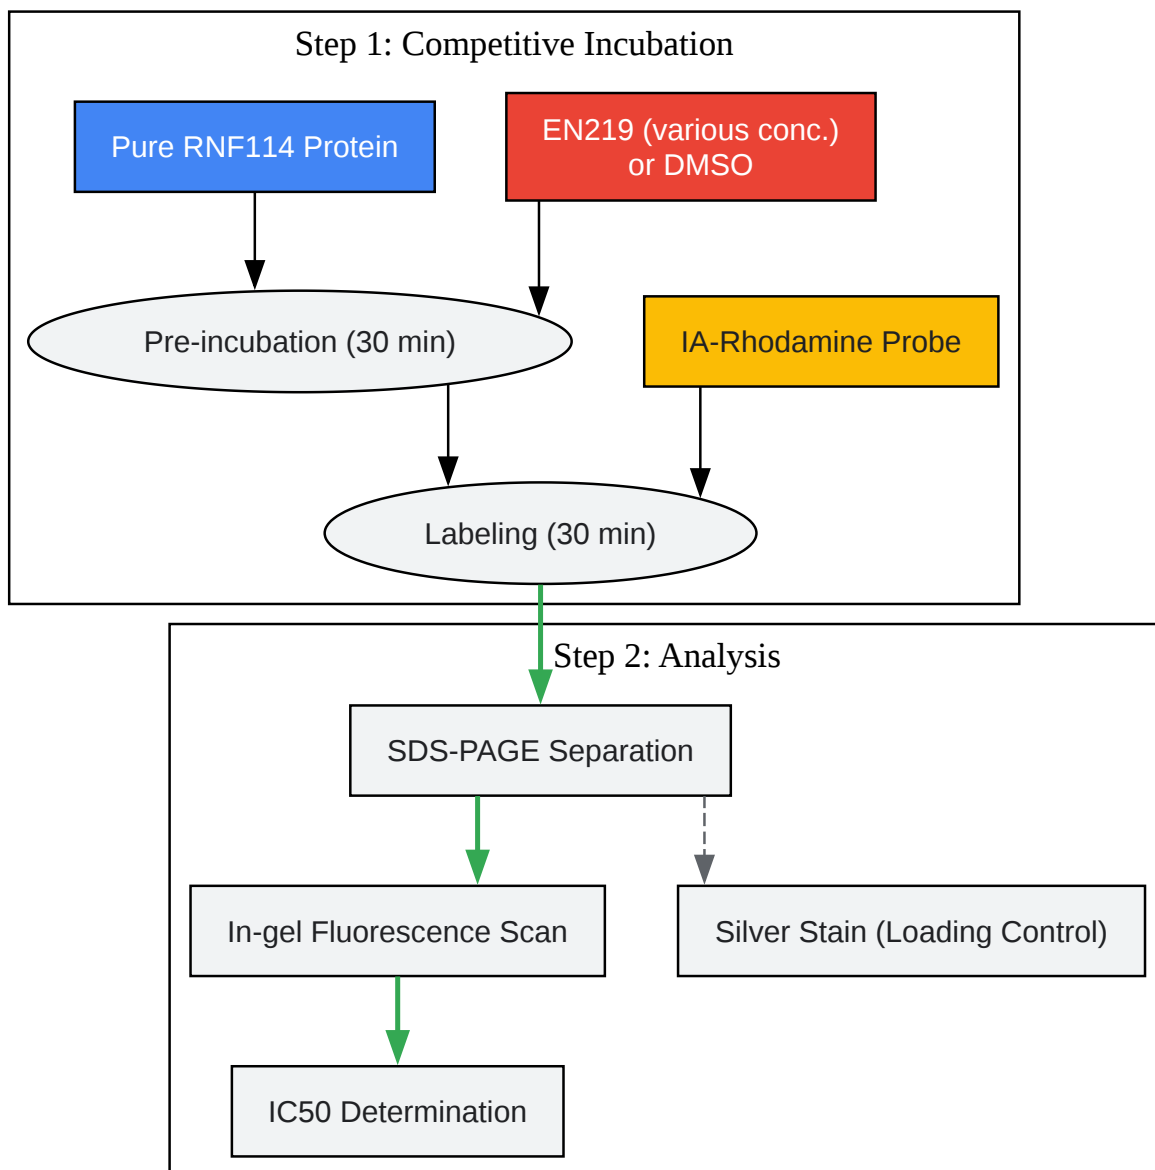 Step 1: Competitive Incubation
Pure RNF114 Protein
EN219 (various conc.)
or DMSO
Pre-incubation (30 min)
IA-Rhodamine Probe
Labeling (30 min)
Step 2: Analysis
SDS-PAGE Separation
In-gel Fluorescence Scan
Silver Stain (Loading Control)
IC50 Determination